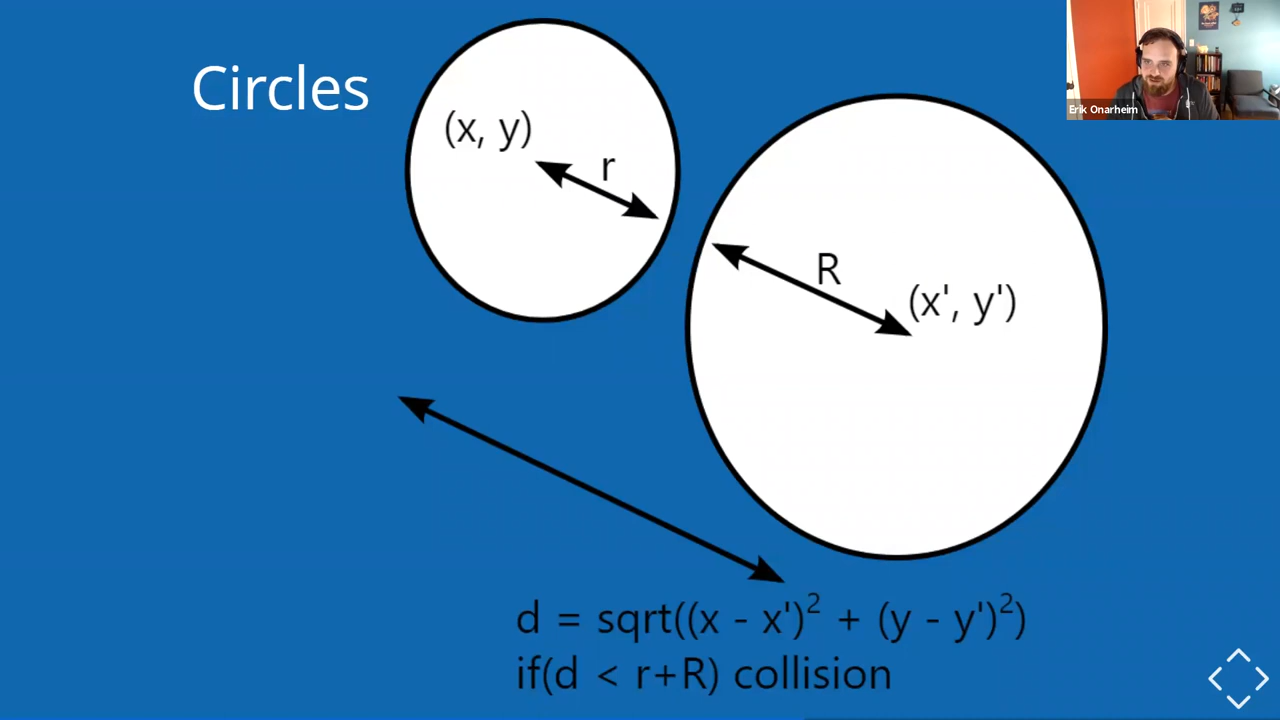 Circles
(x, y)
r
R
(x', y')
d = sqrt((x - x')² + (y - y')²)
if(d < r+R) collision
Erik Onarheim